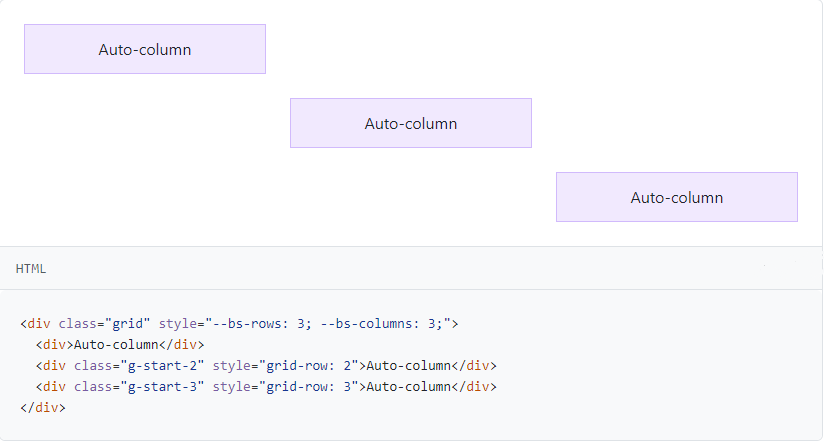 Auto-column
Auto-column
Auto-column
HTML
<div class="grid" style="--bs-rows: 3; --bs-columns: 3;">
  <div>Auto-column</div>
  <div class="g-start-2" style="grid-row: 2">Auto-column</div>
  <div class="g-start-3" style="grid-row: 3">Auto-column</div>
</div>